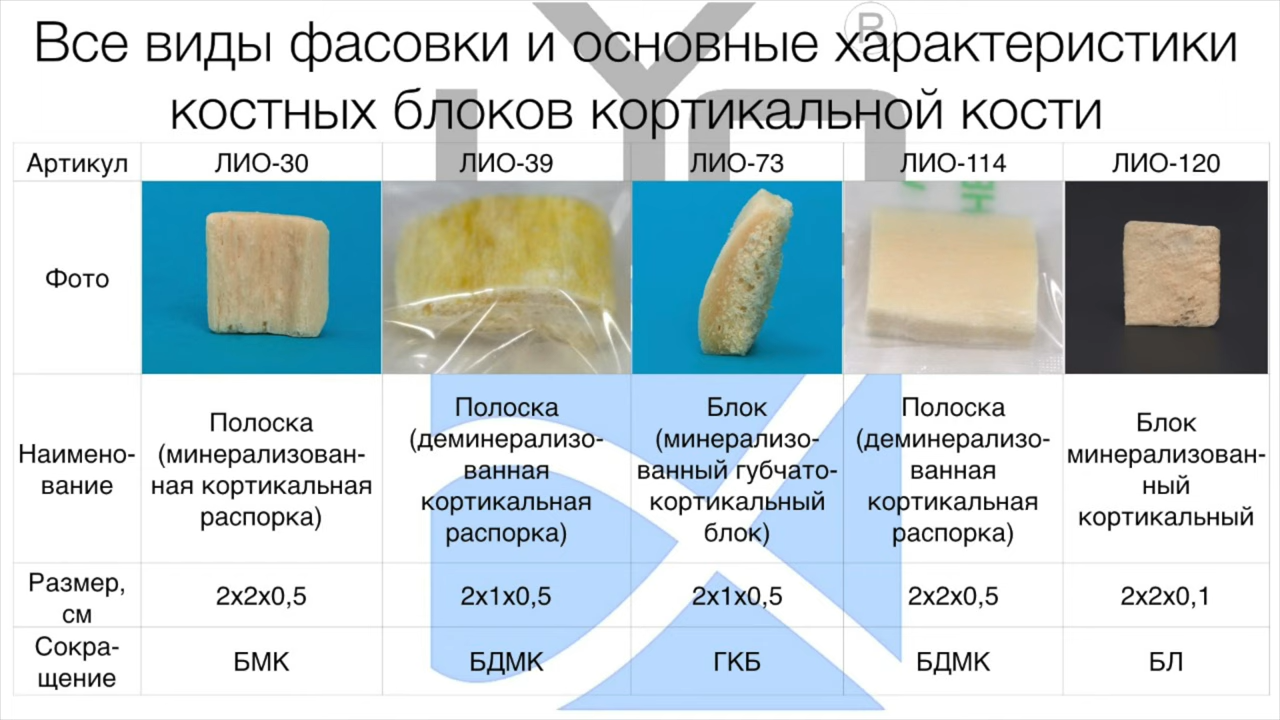 Все виды фасовки и основные характеристики
костных блоков кортикальной кости
Артикул
ЛИО-30
ЛИО-39
ЛИО-73
ЛИО-114
ЛИО-120
Фото
Наимено-
вание
Полоска
(минерализован-
ная кортикальная
распорка)
Полоска
(деминерализо-
ванная
кортикальная
распорка)
Блок
(минерализо-
ванный губчато-
кортикальный
блок)
Полоска
(деминерализо-
ванная
кортикальная
распорка)
Блок
минерализован-
ный
кортикальный
Размер,
см
2х2х0,5
2х1х0,5
2х1х0,5
2х2х0,5
2х2х0,1
Сокра-
щение
БМК
БДМК
ГКБ
БДМК
БЛ